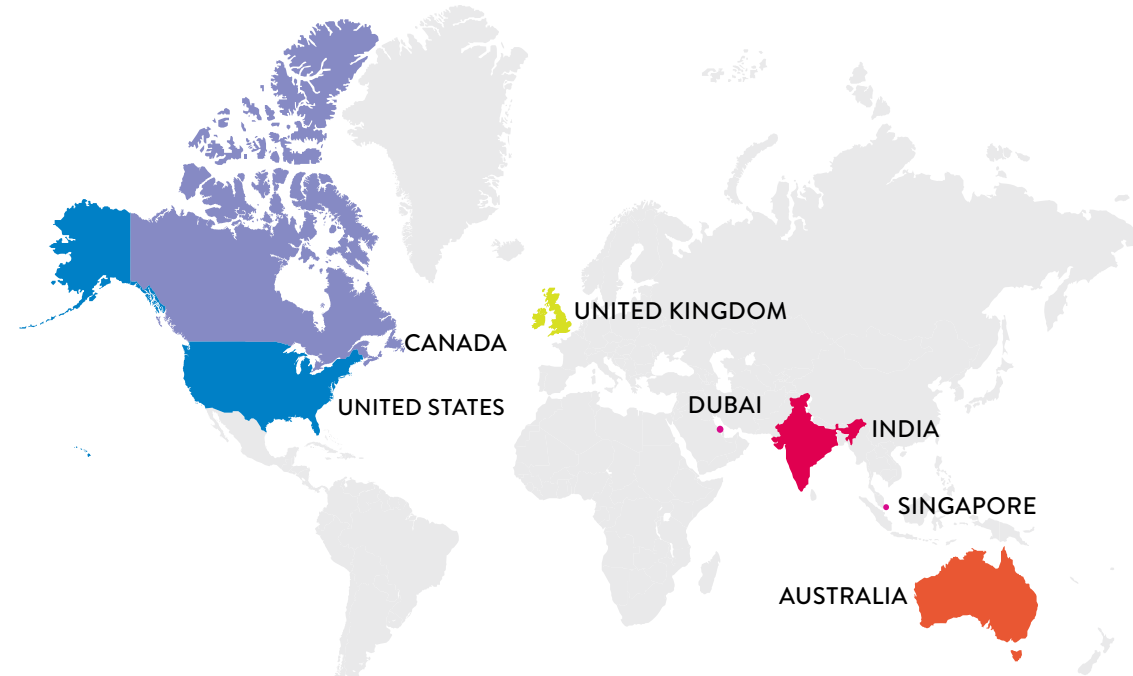 UNITED KINGDOM
CANADA
UNITED STATES
DUBAI
INDIA
SINGAPORE
AUSTRALIA